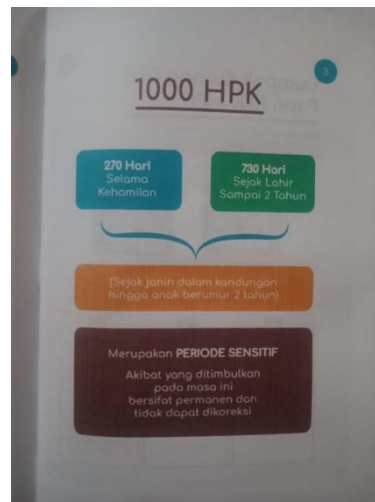 3
1000 HPK
270 Hari
Selama
Kehamilan
730 Hari
Sejak Lahir
Sampai 2 Tahun
(Sejak janin dalam kandungan
hingga anak berumur 2 tahun)
Merupakan PERIODE SENSITIF
Akibat yang ditimbulkan
pada masa ini
bersifat permanen dan
tidak dapat dikoreksi